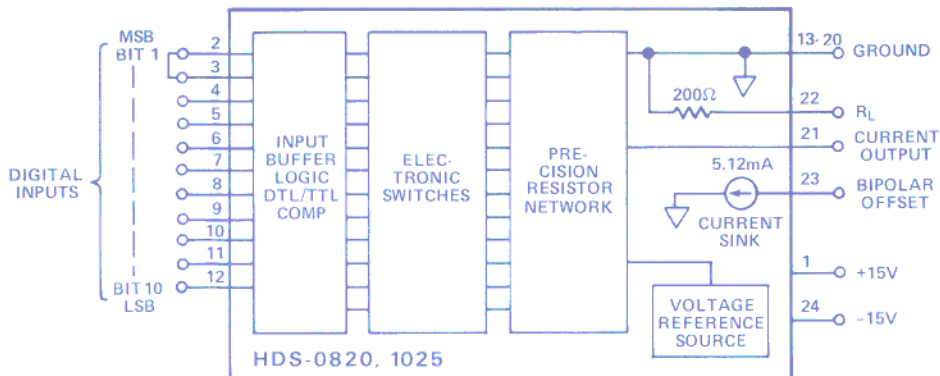 MSB
BIT 1
2
3
4
5
6
7
8
9
10
11
12
DIGITAL
INPUTS
BIT 10
LSB
INPUT
BUFFER
LOGIC
DTL/TTL
COMP
ELEC-
TRONIC
SWITCHES
PRE-
CISION
RESISTOR
NETWORK
200Ω
5.12mA
CURRENT
SINK
VOLTAGE
REFERENCE
SOURCE
13-20 GROUND
22 RL
21 CURRENT
OUTPUT
23 BIPOLAR
OFFSET
1 +15V
24 -15V
HDS-0820, 1025